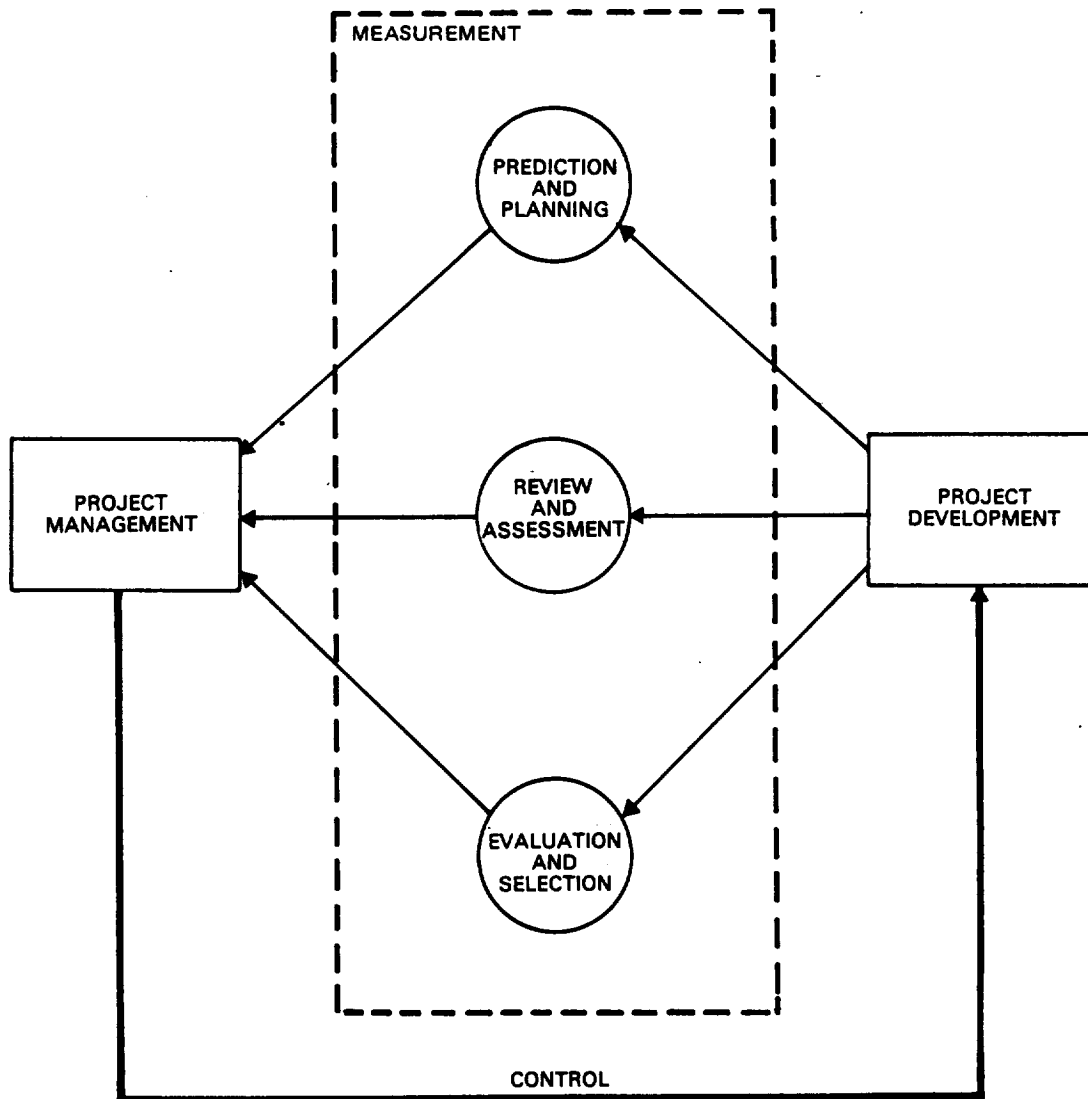 MEASUREMENT
PREDICTION
AND
PLANNING
PROJECT
MANAGEMENT
REVIEW
AND
ASSESSMENT
PROJECT
DEVELOPMENT
EVALUATION
AND
SELECTION
CONTROL